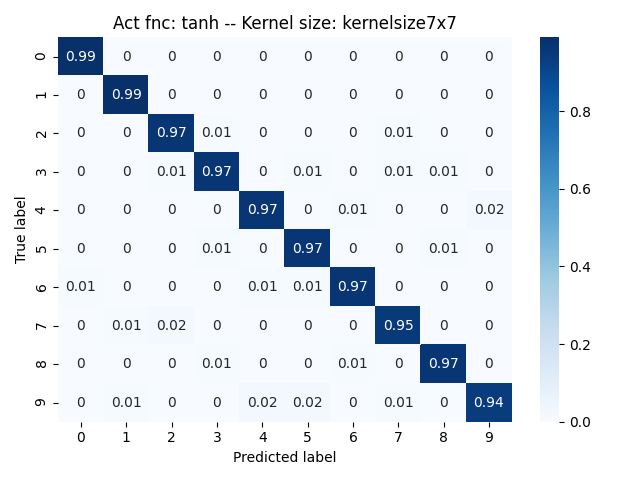 Act fnc: tanh -- Kernel size: kernelsize7x7
True label
0 0.99 0 0 0 0 0 0 0 0 0
1 0 0.99 0 0 0 0 0 0 0 0
2 0 0 0.97 0.01 0 0 0 0.01 0 0
3 0 0 0.01 0.97 0 0.01 0 0.01 0.01 0
4 0 0 0 0 0.97 0 0.01 0 0 0.02
5 0 0 0 0.01 0 0.97 0 0 0.01 0
6 0.01 0 0 0 0.01 0.01 0.97 0 0 0
7 0 0.01 0.02 0 0 0 0 0.95 0 0
8 0 0 0 0.01 0 0 0.01 0 0.97 0
9 0 0.01 0 0 0.02 0.02 0 0.01 0 0.94
0 1 2 3 4 5 6 7 8 9
Predicted label
0.8
0.6
0.4
0.2
0.0